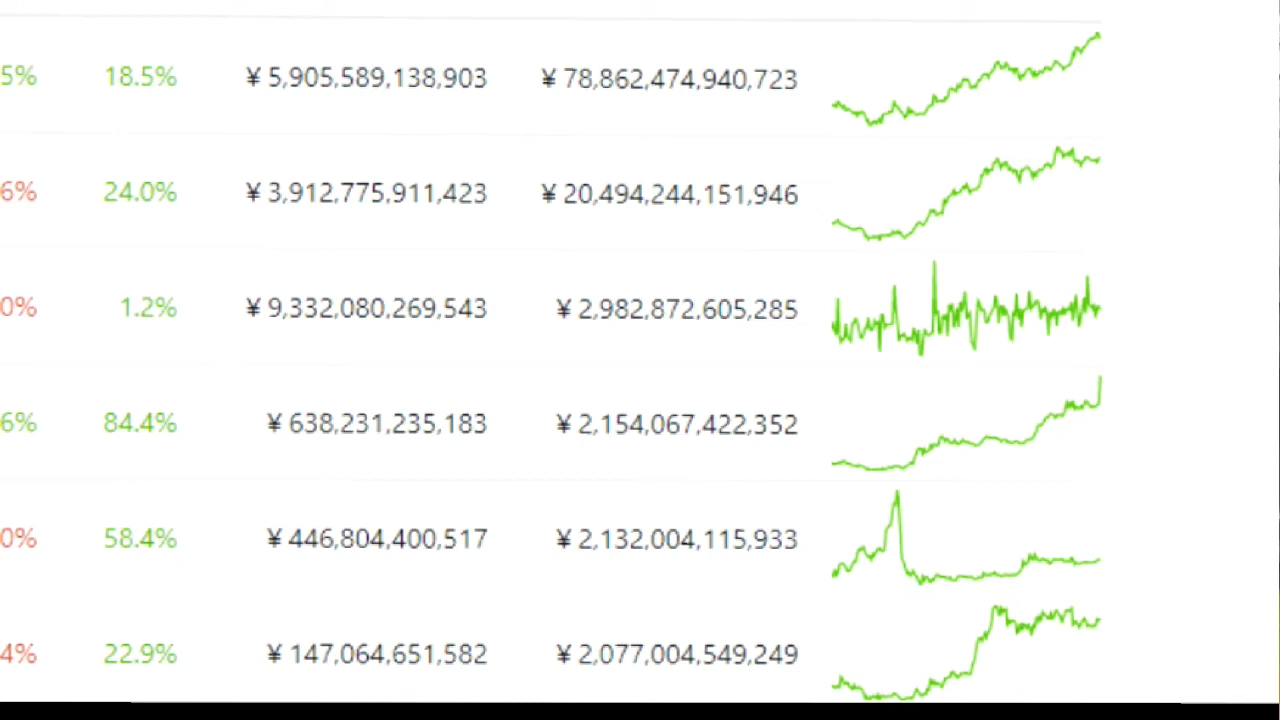 5% 18.5% ¥ 5,905,589,138,903 ¥ 78,862,474,940,723
6% 24.0% ¥ 3,912,775,911,423 ¥ 20,494,244,151,946
0% 1.2% ¥ 9,332,080,269,543 ¥ 2,982,872,605,285
6% 84.4% ¥ 638,231,235,183 ¥ 2,154,067,422,352
0% 58.4% ¥ 446,804,400,517 ¥ 2,132,004,115,933
4% 22.9% ¥ 147,064,651,582 ¥ 2,077,004,549,249